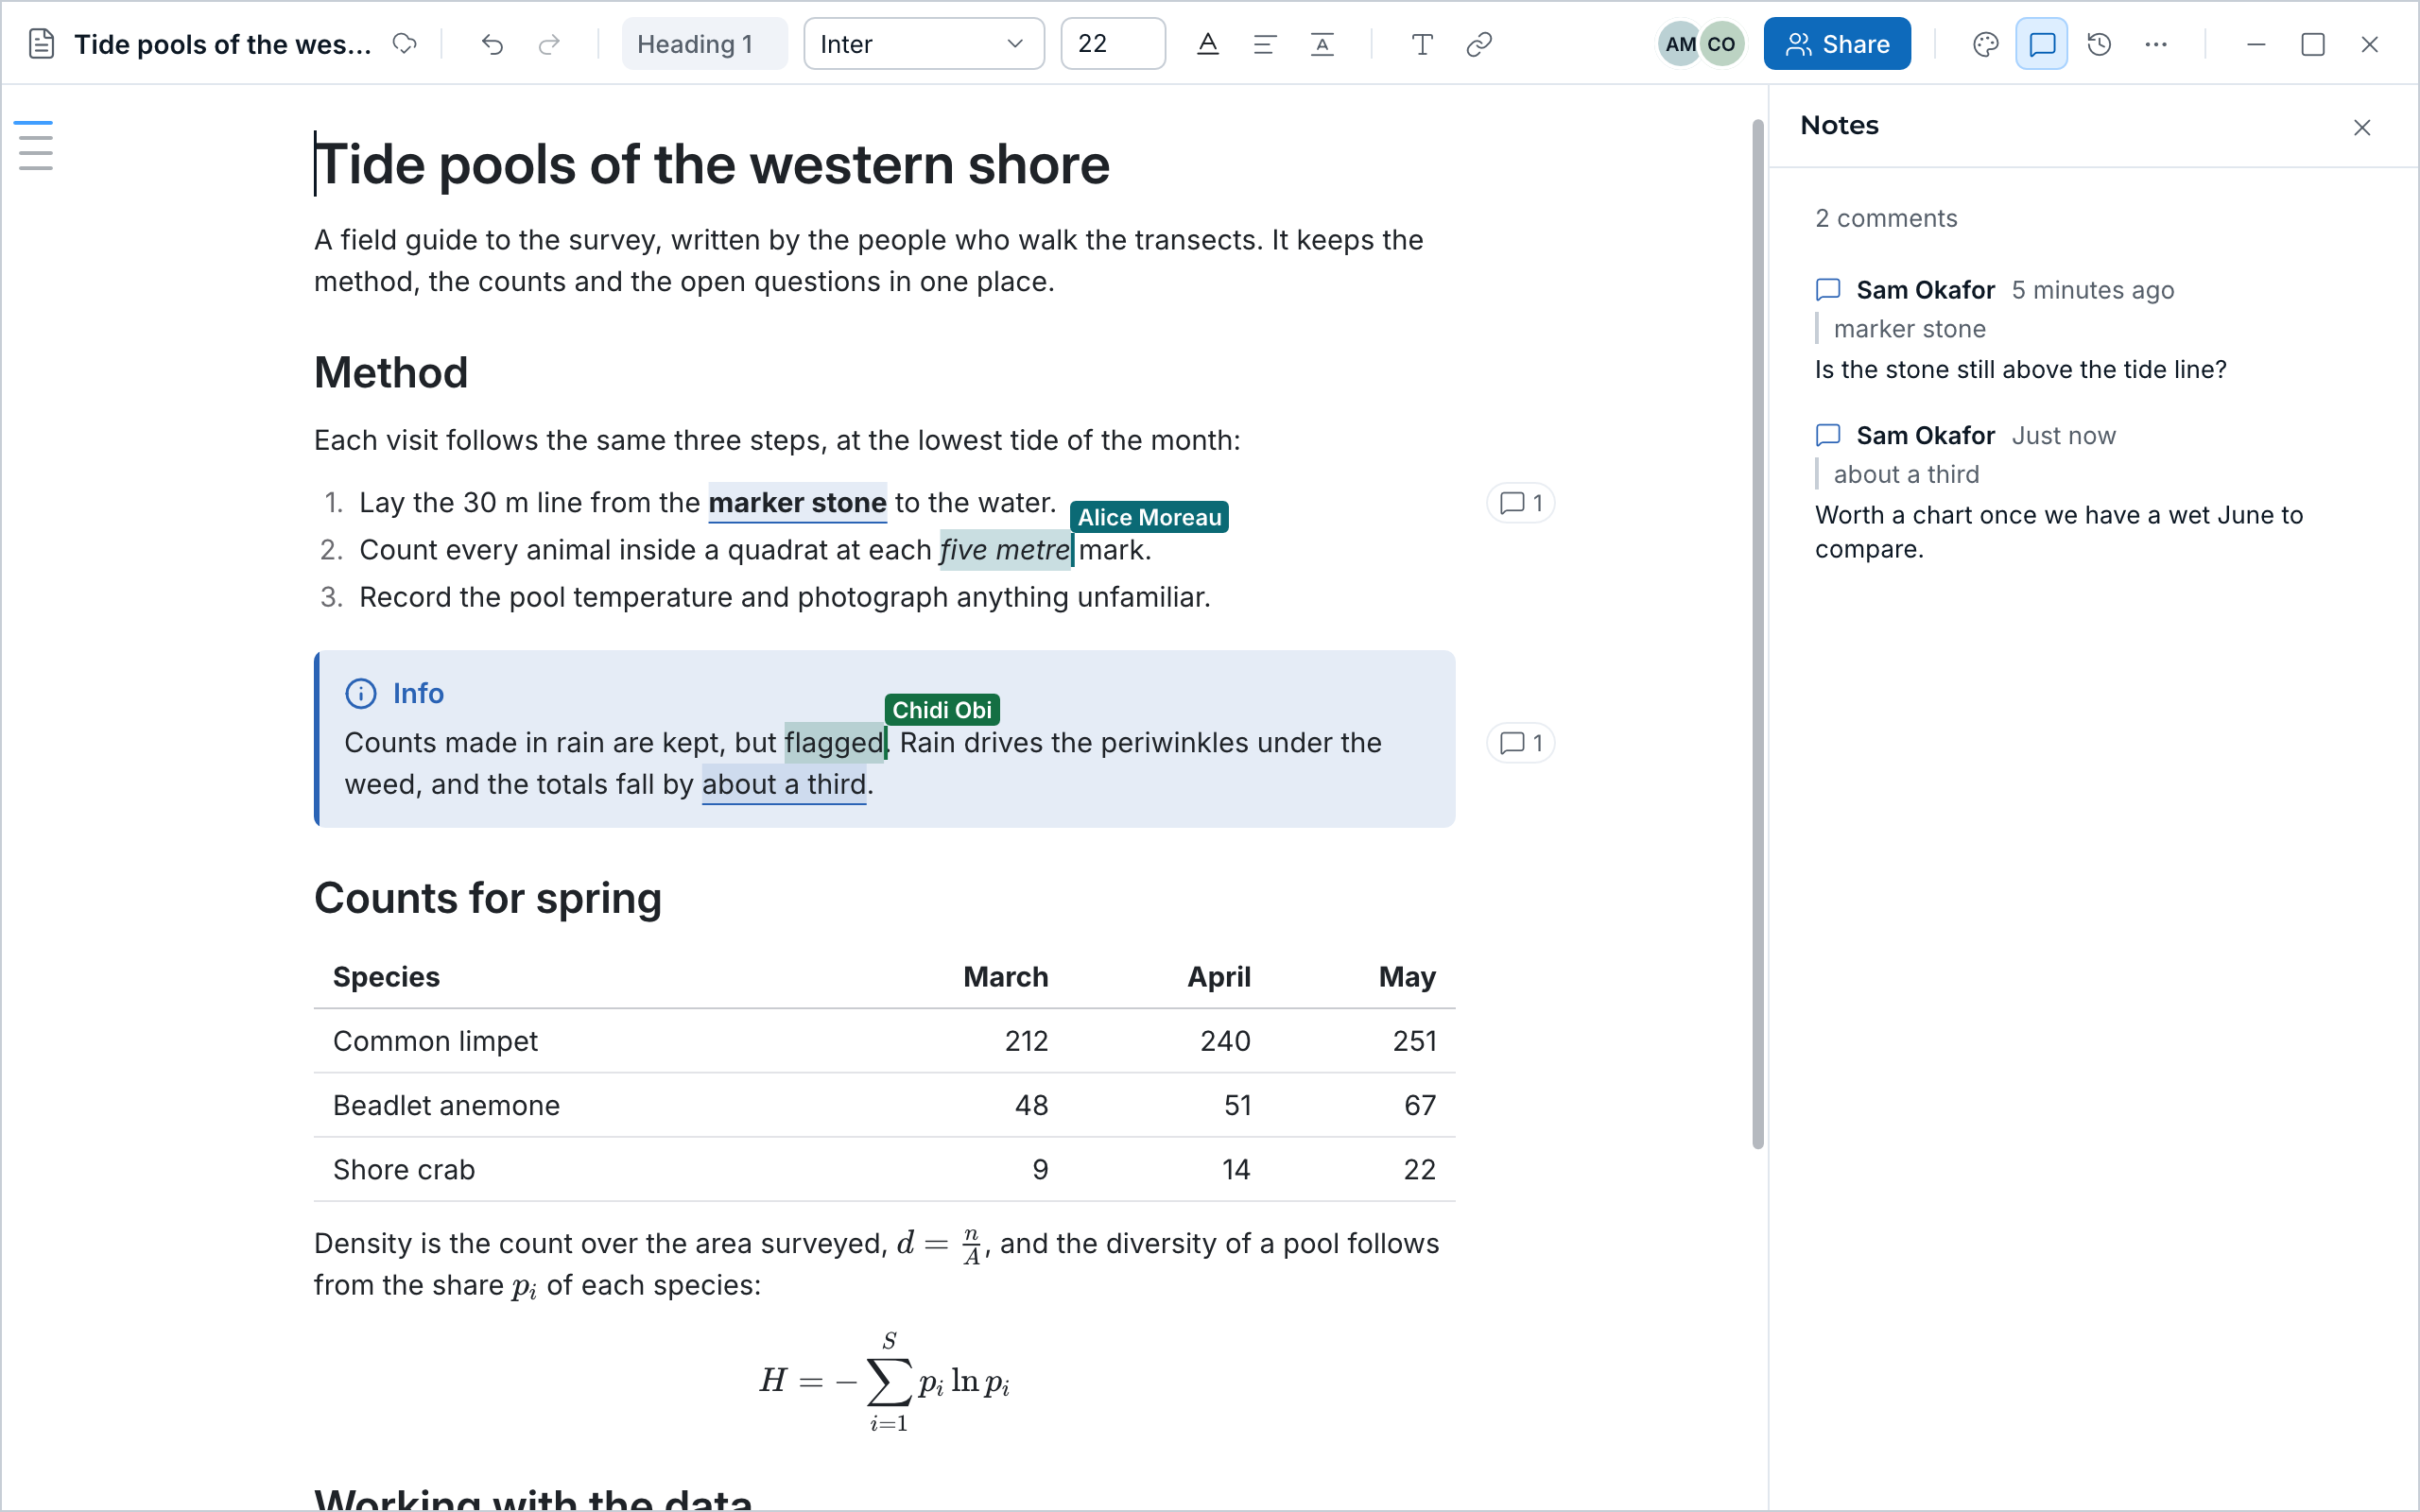 Tide pools of the wes...
Heading 1
Inter
22
AM
CO
Share
Tide pools of the western shore
A field guide to the survey, written by the people who walk the transects. It keeps the
method, the counts and the open questions in one place.
Method
Each visit follows the same three steps, at the lowest tide of the month:
1. Lay the 30 m line from the marker stone to the water.
1
Alice Moreau
2. Count every animal inside a quadrat at each five metre mark.
3. Record the pool temperature and photograph anything unfamiliar.
Info
Chidi Obi
Counts made in rain are kept, but flagged. Rain drives the periwinkles under the
1
weed, and the totals fall by about a third.
Counts for spring
Species March April May
Common limpet 212 240 251
Beadlet anemone 48 51 67
Shore crab 9 14 22
Density is the count over the area surveyed, d = n/A, and the diversity of a pool follows
from the share pᵢ of each species:
H = −∑_{i=1}^{S} pᵢ ln pᵢ
Working with the data
Notes
2 comments
Sam Okafor 5 minutes ago
marker stone
Is the stone still above the tide line?
Sam Okafor Just now
about a third
Worth a chart once we have a wet June to
compare.